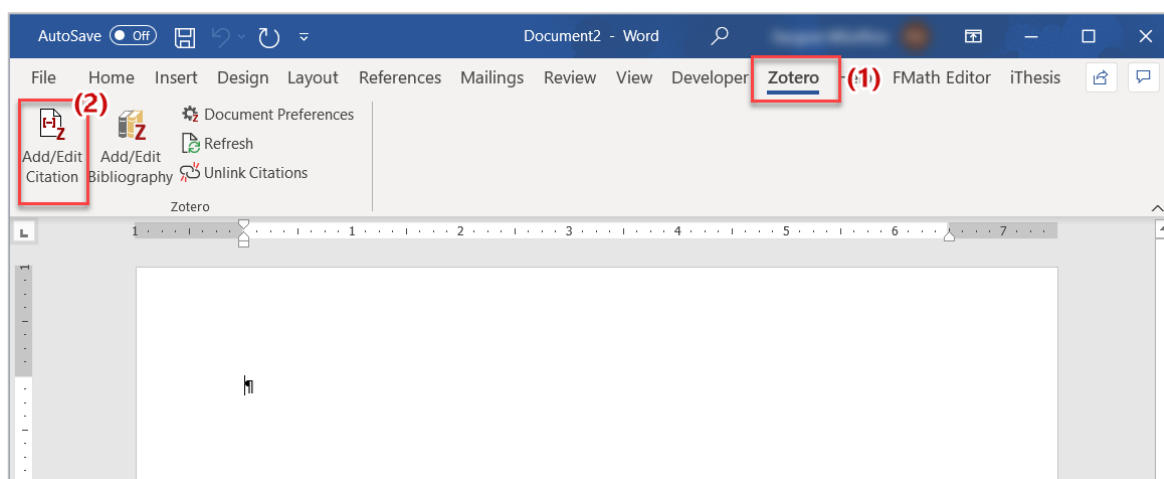 AutoSave Off Document2 - Word
File Home Insert Design Layout References Mailings Review View Developer Zotero (1) FMath Editor iThesis
(2)
Document Preferences
Refresh
Add/Edit Citation
Add/Edit Bibliography
Unlink Citations
Zotero
L 1 1 2 3 4 5 6 7
1
¶